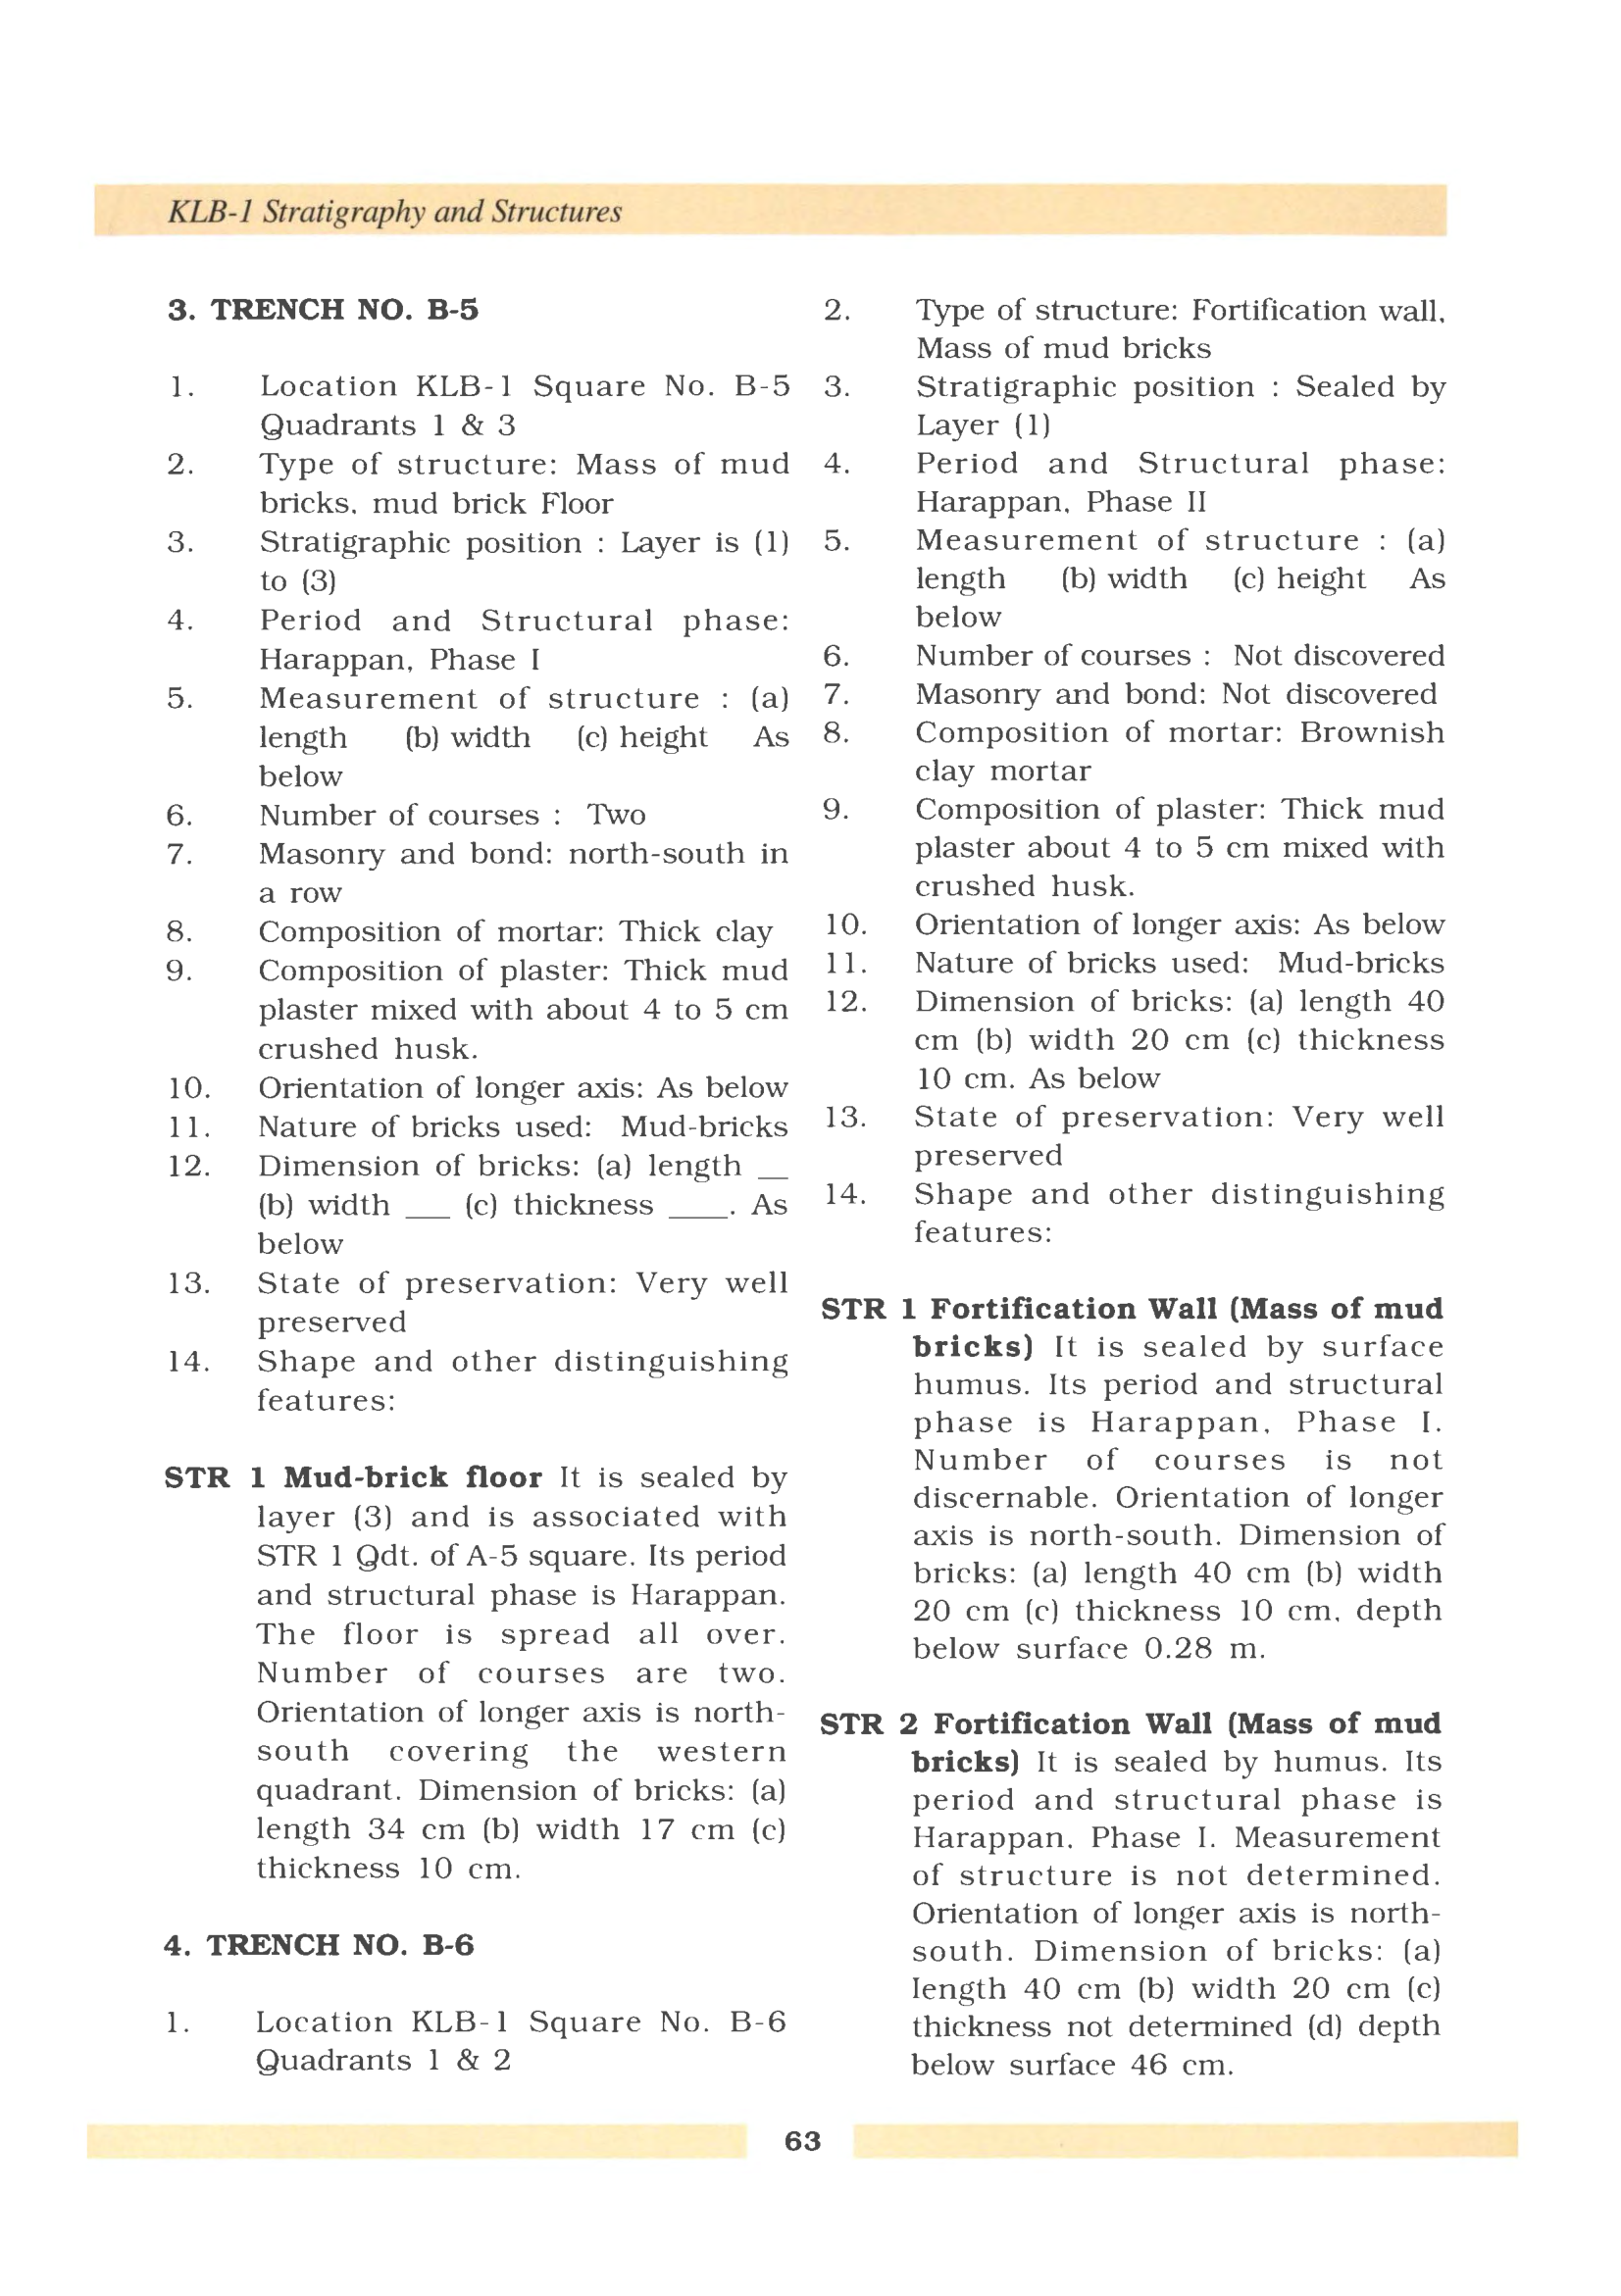 KLB-1 Stratigraphy and Structures
3. TRENCH NO. B-5
1. Location KLB-1 Square No. B-5
Quadrants 1 & 3
2. Type of structure: Mass of mud
bricks, mud brick Floor
3. Stratigraphic position : Layer is (1)
to (3)
4. Period and Structural phase:
Harappan, Phase I
5. Measurement of structure : (a)
length (b) width (c) height As
below
6. Number of courses : Two
7. Masonry and bond: north-south in
a row
8. Composition of mortar: Thick clay
9. Composition of plaster: Thick mud
plaster mixed with about 4 to 5 cm
crushed husk.
10. Orientation of longer axis: As below
11. Nature of bricks used: Mud-bricks
12. Dimension of bricks: (a) length __
(b) width ___ (c) thickness ____. As
below
13. State of preservation: Very well
preserved
14. Shape and other distinguishing
features:
STR 1 Mud-brick floor It is sealed by
layer (3) and is associated with
STR 1 Qdt. of A-5 square. Its period
and structural phase is Harappan.
The floor is spread all over.
Number of courses are two.
Orientation of longer axis is north-
south covering the western
quadrant. Dimension of bricks: (a)
length 34 cm (b) width 17 cm (c)
thickness 10 cm.
4. TRENCH NO. B-6
1. Location KLB-1 Square No. B-6
Quadrants 1 & 2
2. Type of structure: Fortification wall,
Mass of mud bricks
3. Stratigraphic position : Sealed by
Layer (1)
4. Period and Structural phase:
Harappan, Phase II
5. Measurement of structure : (a)
length (b) width (c) height As
below
6. Number of courses : Not discovered
7. Masonry and bond: Not discovered
8. Composition of mortar: Brownish
clay mortar
9. Composition of plaster: Thick mud
plaster about 4 to 5 cm mixed with
crushed husk.
10. Orientation of longer axis: As below
11. Nature of bricks used: Mud-bricks
12. Dimension of bricks: (a) length 40
cm (b) width 20 cm (c) thickness
10 cm. As below
13. State of preservation: Very well
preserved
14. Shape and other distinguishing
features:
STR 1 Fortification Wall (Mass of mud
bricks) It is sealed by surface
humus. Its period and structural
phase is Harappan, Phase I.
Number of courses is not
discernable. Orientation of longer
axis is north-south. Dimension of
bricks: (a) length 40 cm (b) width
20 cm (c) thickness 10 cm, depth
below surface 0.28 m.
STR 2 Fortification Wall (Mass of mud
bricks) It is sealed by humus. Its
period and structural phase is
Harappan, Phase I. Measurement
of structure is not determined.
Orientation of longer axis is north-
south. Dimension of bricks: (a)
length 40 cm (b) width 20 cm (c)
thickness not determined (d) depth
below surface 46 cm.
63